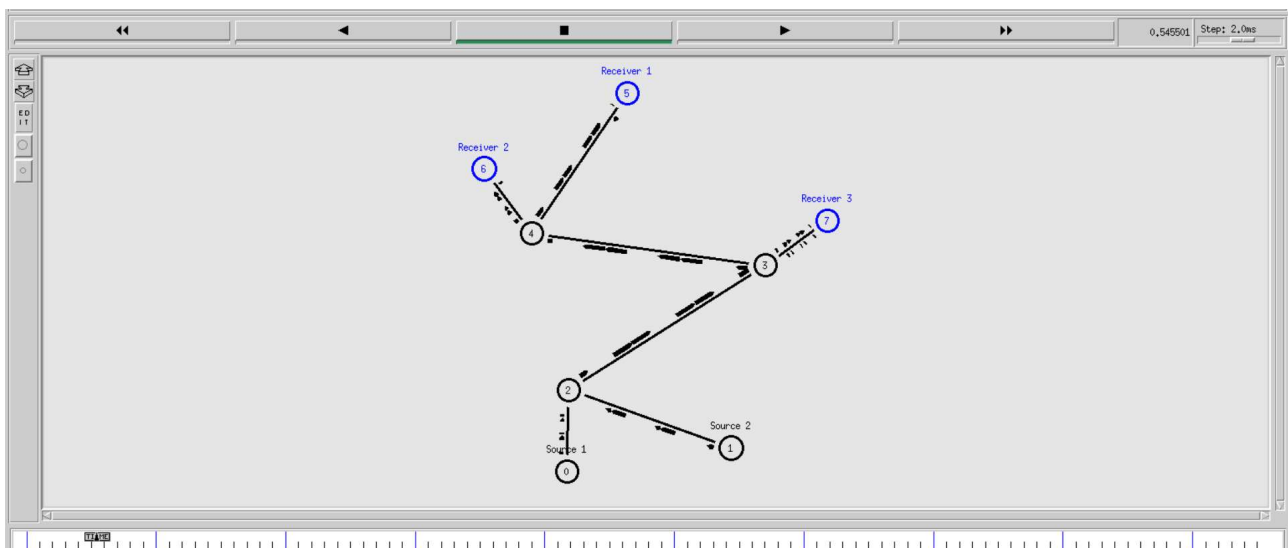 0.545501
Step: 2.0ms
ED
IT
Receiver 1
5
Receiver 2
6
Receiver 3
7
4
3
2
Source 2
1
Source 1
0
TIME